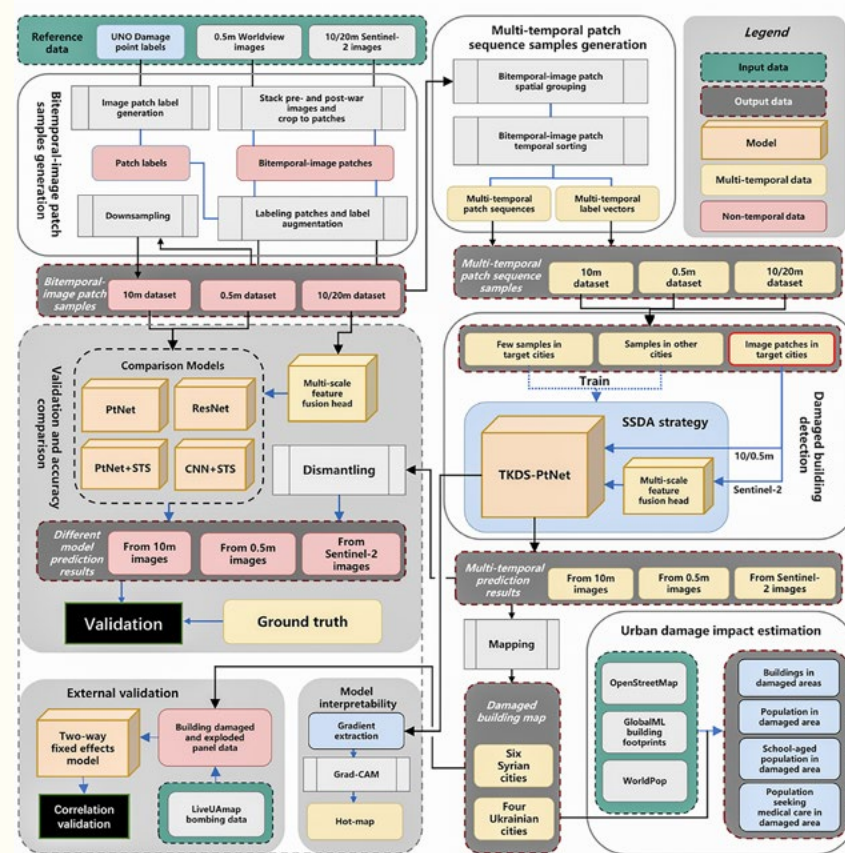 Reference
data
UNO Damage
point labels
0.5m Worldview
images
10/20m Sentinel-
2 images
Bitemporal-image patch
samples generation
Image patch label
generation
Stack pre- and post-war
images and
crop to patches
Patch labels
Bitemporal-image patches
Downsampling
Labeling patches and label
augmentation
Multi-temporal patch
sequence samples generation
Bitemporal-image patch
spatial grouping
Bitemporal-image patch
temporal sorting
Multi-temporal
patch sequences
Multi-temporal
label vectors
Legend
Input data
Output data
Model
Multi-temporal data
Non-temporal data
Bitemporal-
image patch
samples
10m dataset
0.5m dataset
10/20m dataset
Multi-temporal
patch sequence
samples
10m
dataset
0.5m
dataset
10/20m
dataset
Validation and accuracy
comparison
Comparison Models
PtNet
ResNet
PtNet+STS
CNN+STS
Multi-scale
feature
fusion head
Dismantling
Different
model
prediction
results
From 10m
images
From 0.5m
images
From
Sentinel-2
images
Validation
Ground truth
Few samples in
target cities
Samples in other
cities
Image patches in
target cities
Train
SSDA strategy
TKDS-PtNet
Multi-scale
feature
fusion head
10/0.5m
Sentinel-2
Damaged building
detection
Multi-temporal
prediction
results
From 10m
images
From 0.5m
images
From Sentinel-
2 images
Mapping
Damaged
building map
Six
Syrian
cities
Four
Ukrainian
cities
Urban damage impact estimation
OpenStreetMap
GlobalML
building
footprints
WorldPop
Buildings in
damaged areas
Population in
damaged area
School-aged
population in
damaged area
Population
seeking
medical care in
damaged area
External validation
Two-way
fixed effects
model
Building damaged
and exploded
panel data
Correlation
validation
LiveUAmap
bombing data
Model
interpretability
Gradient
extraction
Grad-CAM
Hot-map